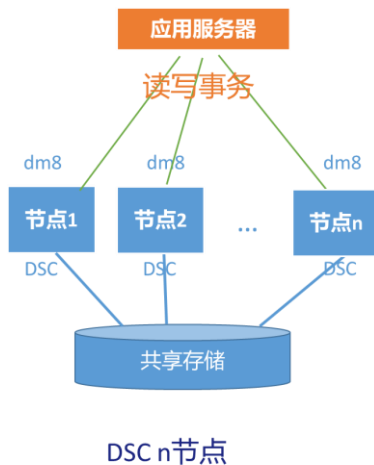 应用服务器
读写事务
dm8 dm8 dm8
节点1 节点2 ... 节点n
DSC DSC DSC
共享存储
DSC n节点